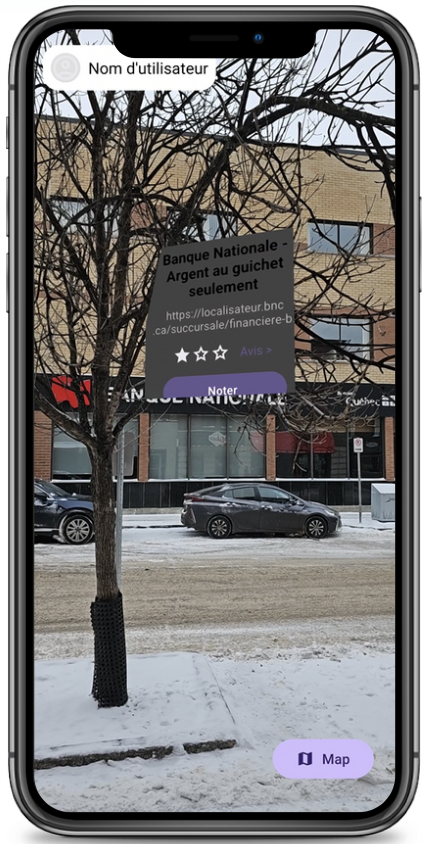 Nom d'utilisateur
Banque Nationale -
Argent au guichet
seulement
https://localisateur.bnc
.ca/succursale/financiere-b
Avis >
Noter
BANQUE NATIONALE
Québec
Map